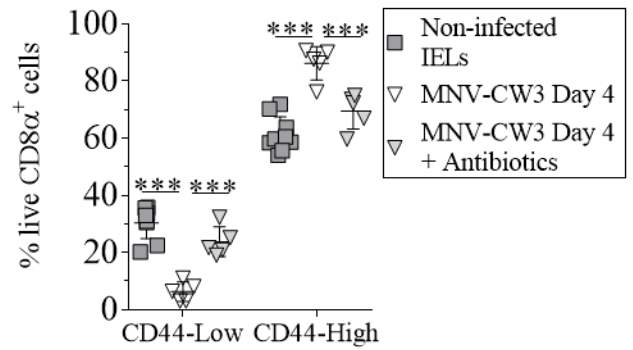 % live CD8α⁺ cells
100
80
60
40
20
0
*** ***
*** ***
CD44-Low CD44-High
Non-infected
IELs
MNV-CW3 Day 4
MNV-CW3 Day 4
+ Antibiotics